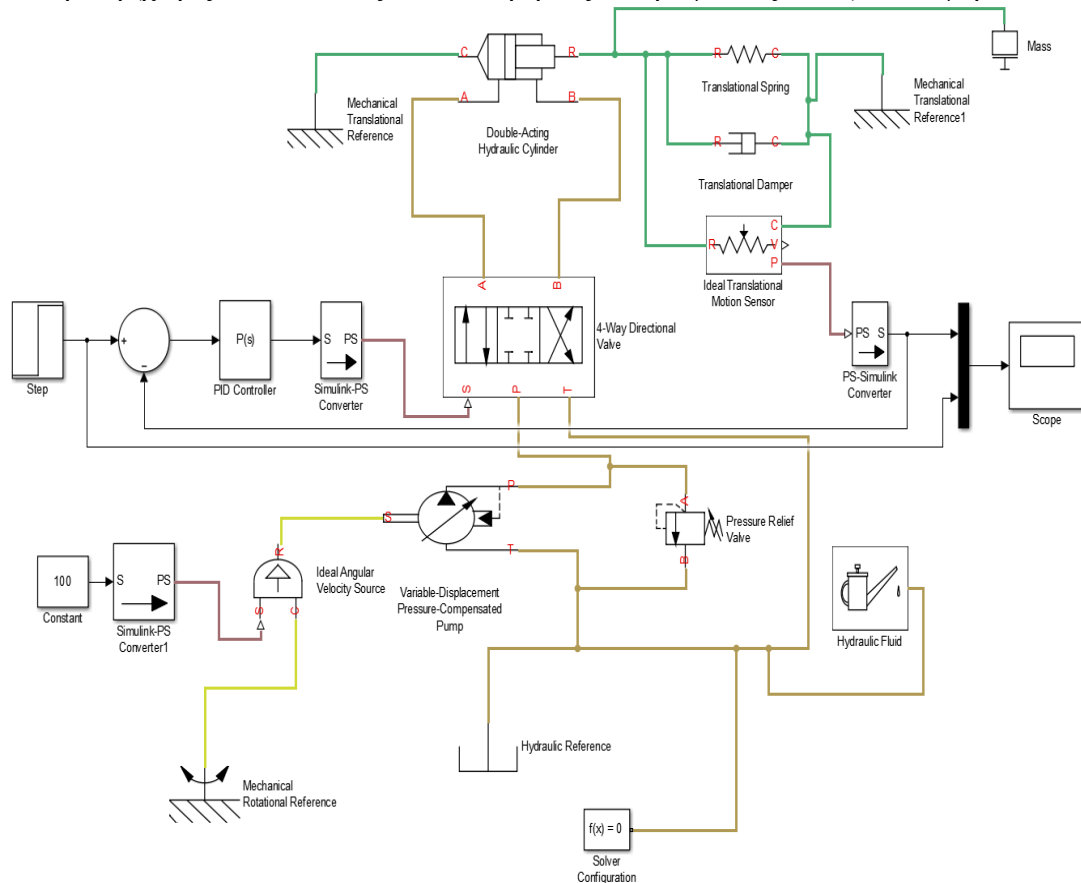 C
R
R
C
Mass
Mechanical
Translational
Reference
Translational Spring
Mechanical
Translational
Reference1
A
B
Double-Acting
Hydraulic Cylinder
R
C
Translational Damper
C
R
V
P
Ideal Translational
Motion Sensor
A
B
4-Way Directional
Valve
S
P
T
Step
+
−
P(s)
PID Controller
S
PS
Simulink-PS
Converter
PS
S
PS-Simulink
Converter
Scope
P
S
T
Variable-Displacement
Pressure-Compensated
Pump
A
B
Pressure Relief
Valve
100
Constant
S
PS
Simulink-PS
Converter1
R
S
C
Ideal Angular
Velocity Source
Hydraulic Fluid
Hydraulic Reference
Mechanical
Rotational Reference
f(x) = 0
Solver
Configuration